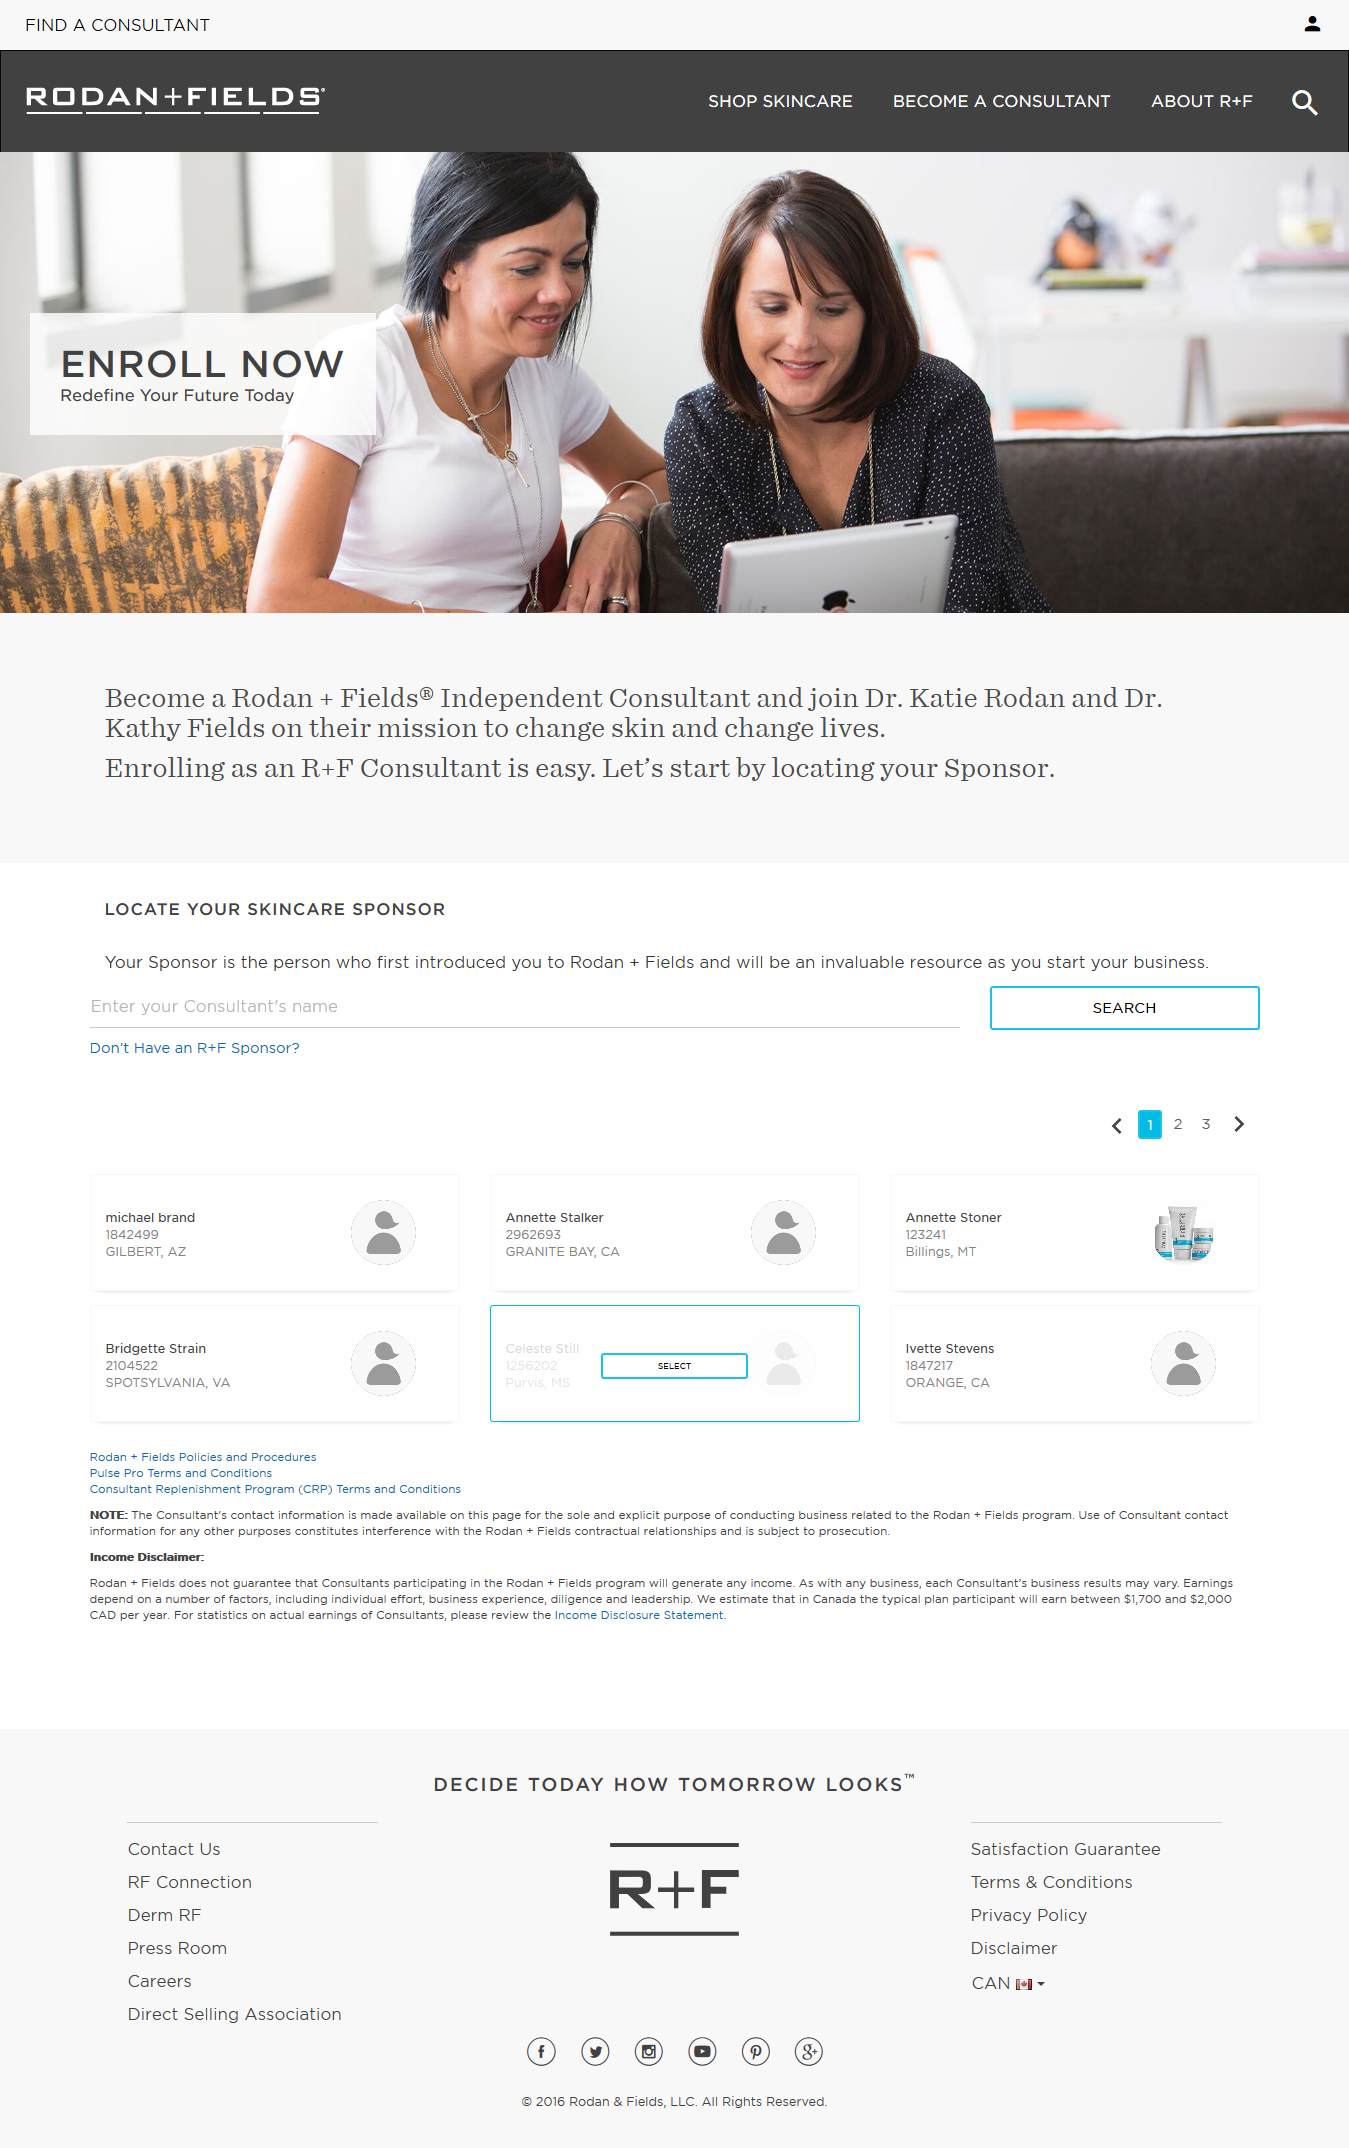 FIND A CONSULTANT
RODAN+FIELDS®
SHOP SKINCARE
BECOME A CONSULTANT
ABOUT R+F
ENROLL NOW
Redefine Your Future Today
Become a Rodan + Fields® Independent Consultant and join Dr. Katie Rodan and Dr.
Kathy Fields on their mission to change skin and change lives.
Enrolling as an R+F Consultant is easy. Let’s start by locating your Sponsor.
LOCATE YOUR SKINCARE SPONSOR
Your Sponsor is the person who first introduced you to Rodan + Fields and will be an invaluable resource as you start your business.
Enter your Consultant's name
SEARCH
Don’t Have an R+F Sponsor?
1 2 3
michael brand
1842499
GILBERT, AZ
Annette Stalker
2962693
GRANITE BAY, CA
Annette Stoner
123241
Billings, MT
Bridgette Strain
2104522
SPOTSYLVANIA, VA
Celeste Still
1256202
Purvis, MS
SELECT
Ivette Stevens
1847217
ORANGE, CA
Rodan + Fields Policies and Procedures
Pulse Pro Terms and Conditions
Consultant Replenishment Program (CRP) Terms and Conditions
NOTE: The Consultant's contact information is made available on this page for the sole and explicit purpose of conducting business related to the Rodan + Fields program. Use of Consultant contact
information for any other purposes constitutes interference with the Rodan + Fields contractual relationships and is subject to prosecution.
Income Disclaimer:
Rodan + Fields does not guarantee that Consultants participating in the Rodan + Fields program will generate any income. As with any business, each Consultant's business results may vary. Earnings
depend on a number of factors, including individual effort, business experience, diligence and leadership. We estimate that in Canada the typical plan participant will earn between $1,700 and $2,000
CAD per year. For statistics on actual earnings of Consultants, please review the Income Disclosure Statement.
DECIDE TODAY HOW TOMORROW LOOKS™
Contact Us
RF Connection
Derm RF
Press Room
Careers
Direct Selling Association
R+F
Satisfaction Guarantee
Terms & Conditions
Privacy Policy
Disclaimer
CAN
© 2016 Rodan & Fields, LLC. All Rights Reserved.